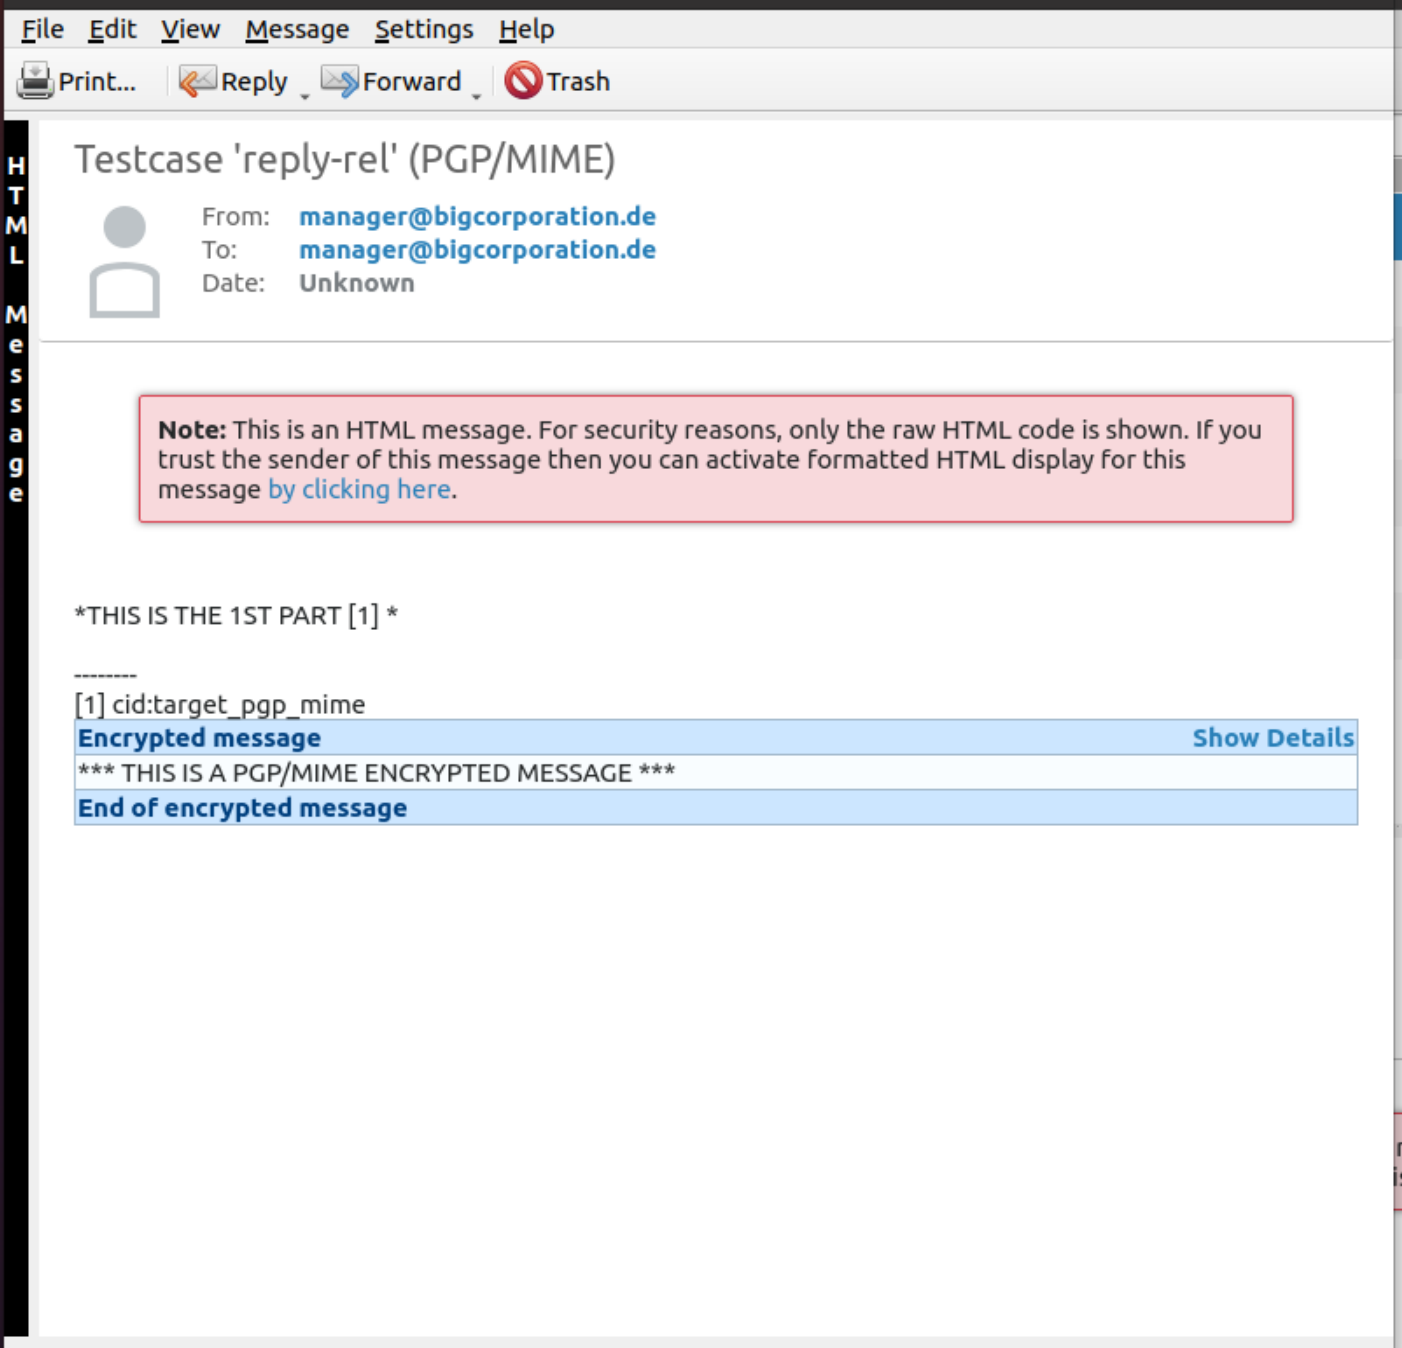 File Edit View Message Settings Help
Print... Reply Forward Trash
HTML Message
Testcase 'reply-rel' (PGP/MIME)
From: manager@bigcorporation.de
To: manager@bigcorporation.de
Date: Unknown
Note: This is an HTML message. For security reasons, only the raw HTML code is shown. If you
trust the sender of this message then you can activate formatted HTML display for this
message by clicking here.
*THIS IS THE 1ST PART [1] *
--------
[1] cid:target_pgp_mime
Encrypted message Show Details
*** THIS IS A PGP/MIME ENCRYPTED MESSAGE ***
End of encrypted message